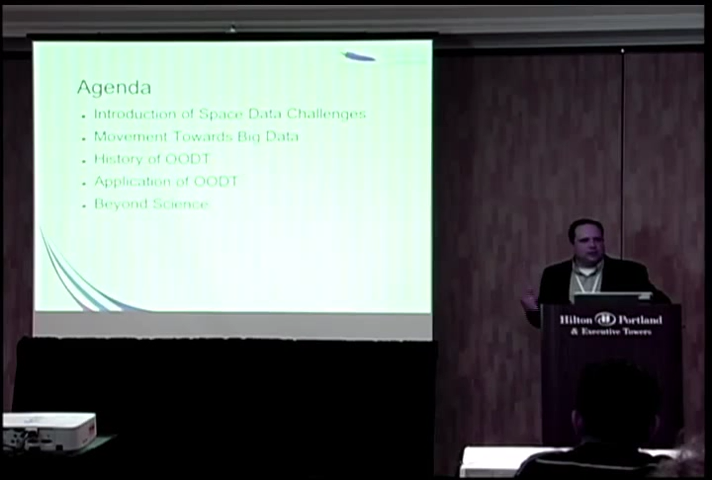 Agenda
Introduction of Space Data Challenges
Movement Towards Big Data
History of OODT
Application of OODT
Beyond Science
Hilton Portland
& Executive Towers